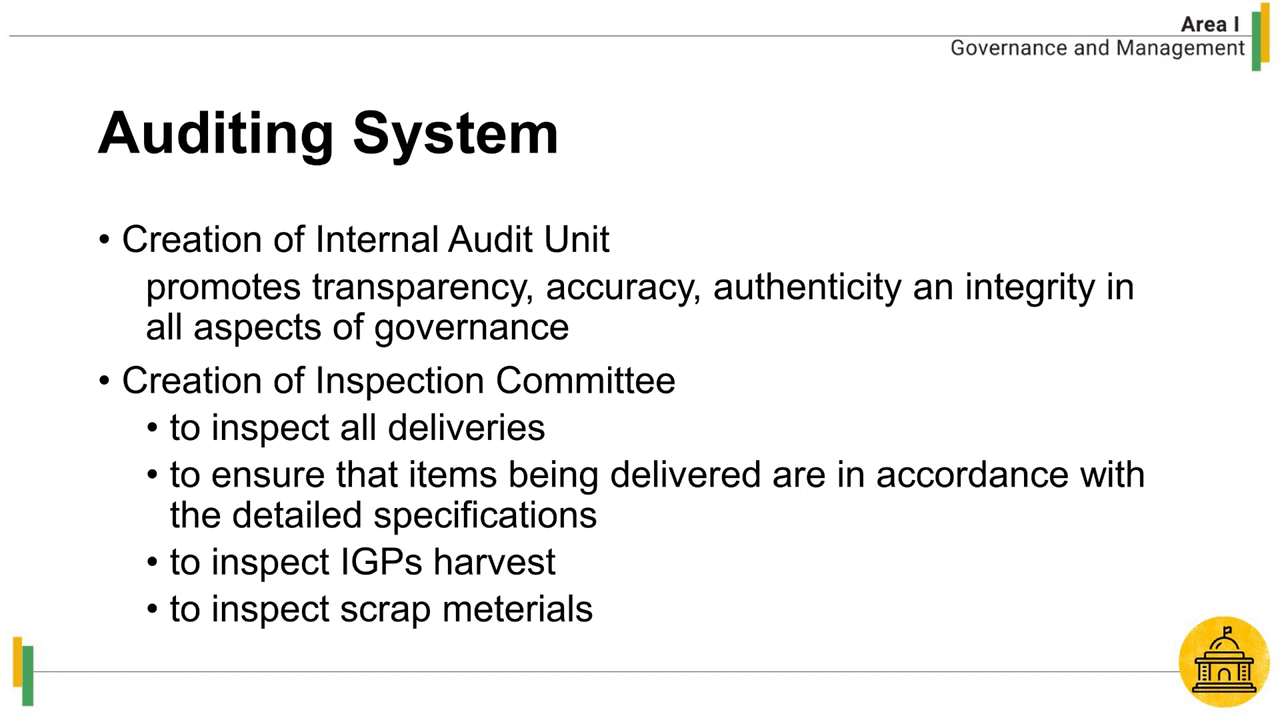 Area I
Governance and Management
Auditing System
• Creation of Internal Audit Unit
promotes transparency, accuracy, authenticity an integrity in
all aspects of governance
• Creation of Inspection Committee
• to inspect all deliveries
• to ensure that items being delivered are in accordance with
the detailed specifications
• to inspect IGPs harvest
• to inspect scrap meterials